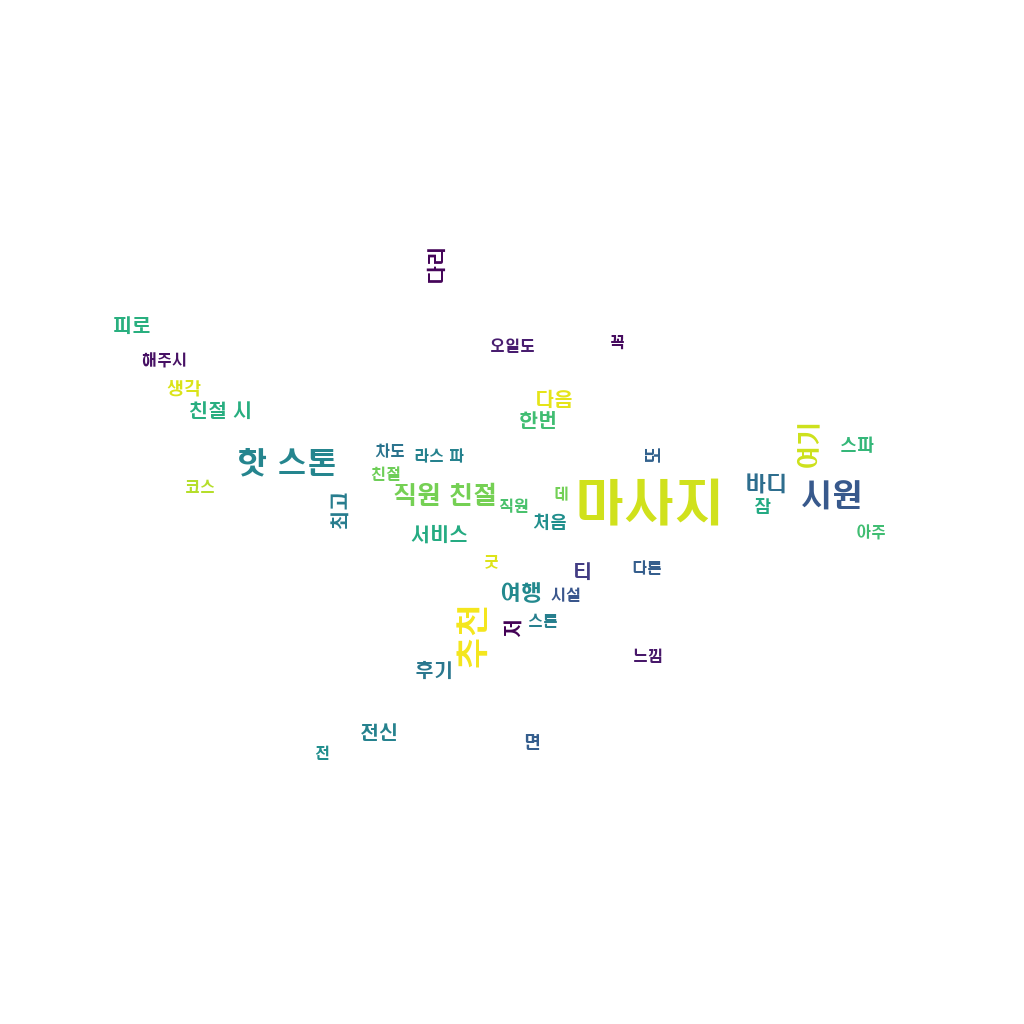 다리
피로
오일도
꼭
해주시
생각
다음
친절 시
한번
여기
스파
핫 스톤
차도
라스 파
버
친절
코스
직원 친절
직원
데
마사지
바디
시원
잠
최고
처음
서비스
아주
굿
티
다른
여행
시설
추천
저
스톤
느낌
후기
전신
면
전